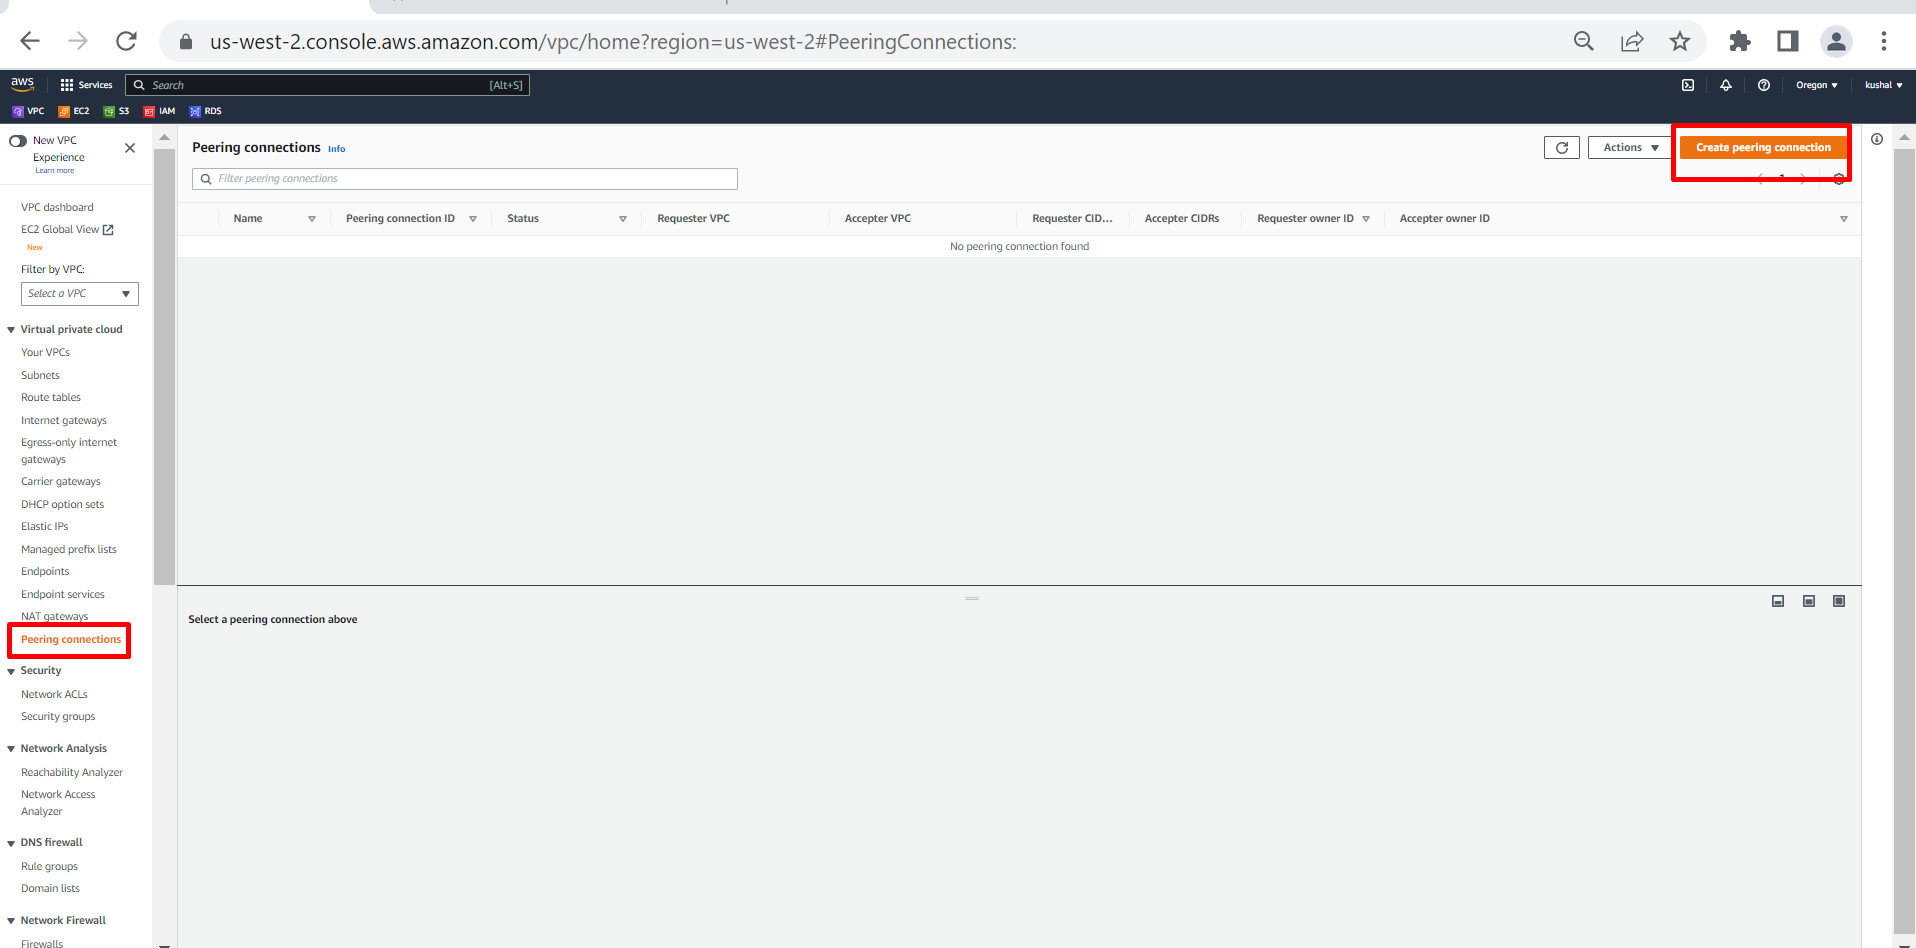 us-west-2.console.aws.amazon.com/vpc/home?region=us-west-2#PeeringConnections:
aws
Services
Search
[Alt+S]
Oregon
kushal
VPC
EC2
S3
IAM
RDS
New VPC
Experience
Learn more
VPC dashboard
EC2 Global View
New
Filter by VPC:
Select a VPC
Virtual private cloud
Your VPCs
Subnets
Route tables
Internet gateways
Egress-only internet
gateways
Carrier gateways
DHCP option sets
Elastic IPs
Managed prefix lists
Endpoints
Endpoint services
NAT gateways
Peering connections
Security
Network ACLs
Security groups
Network Analysis
Reachability Analyzer
Network Access
Analyzer
DNS firewall
Rule groups
Domain lists
Network Firewall
Firewalls
Peering connections Info
Actions
Create peering connection
Filter peering connections
Name
Peering connection ID
Status
Requester VPC
Accepter VPC
Requester CID...
Accepter CIDRs
Requester owner ID
Accepter owner ID
No peering connection found
Select a peering connection above